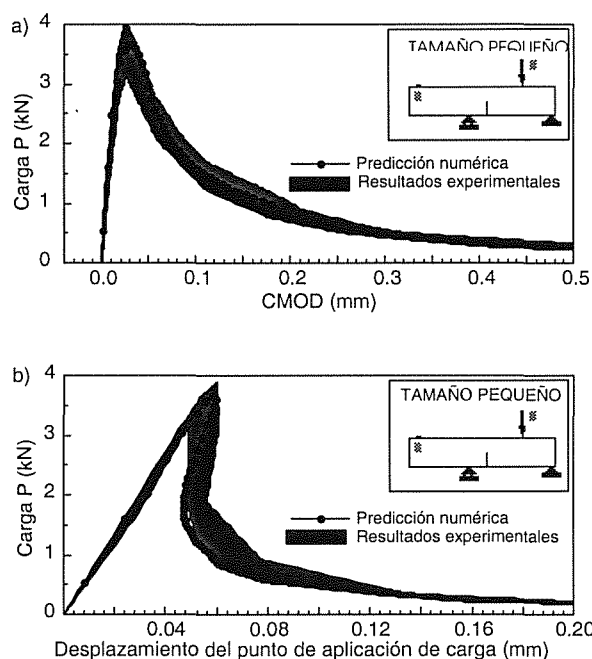 a)
4
3
2
1
0
Carga P (kN)
TAMAÑO PEQUEÑO
Predicción numérica
Resultados experimentales
0.0 0.1 0.2 0.3 0.4 0.5
CMOD (mm)
b)
4
3
2
1
0
Carga P (kN)
TAMAÑO PEQUEÑO
Predicción numérica
Resultados experimentales
0.04 0.08 0.12 0.16 0.20
Desplazamiento del punto de aplicación de carga (mm)